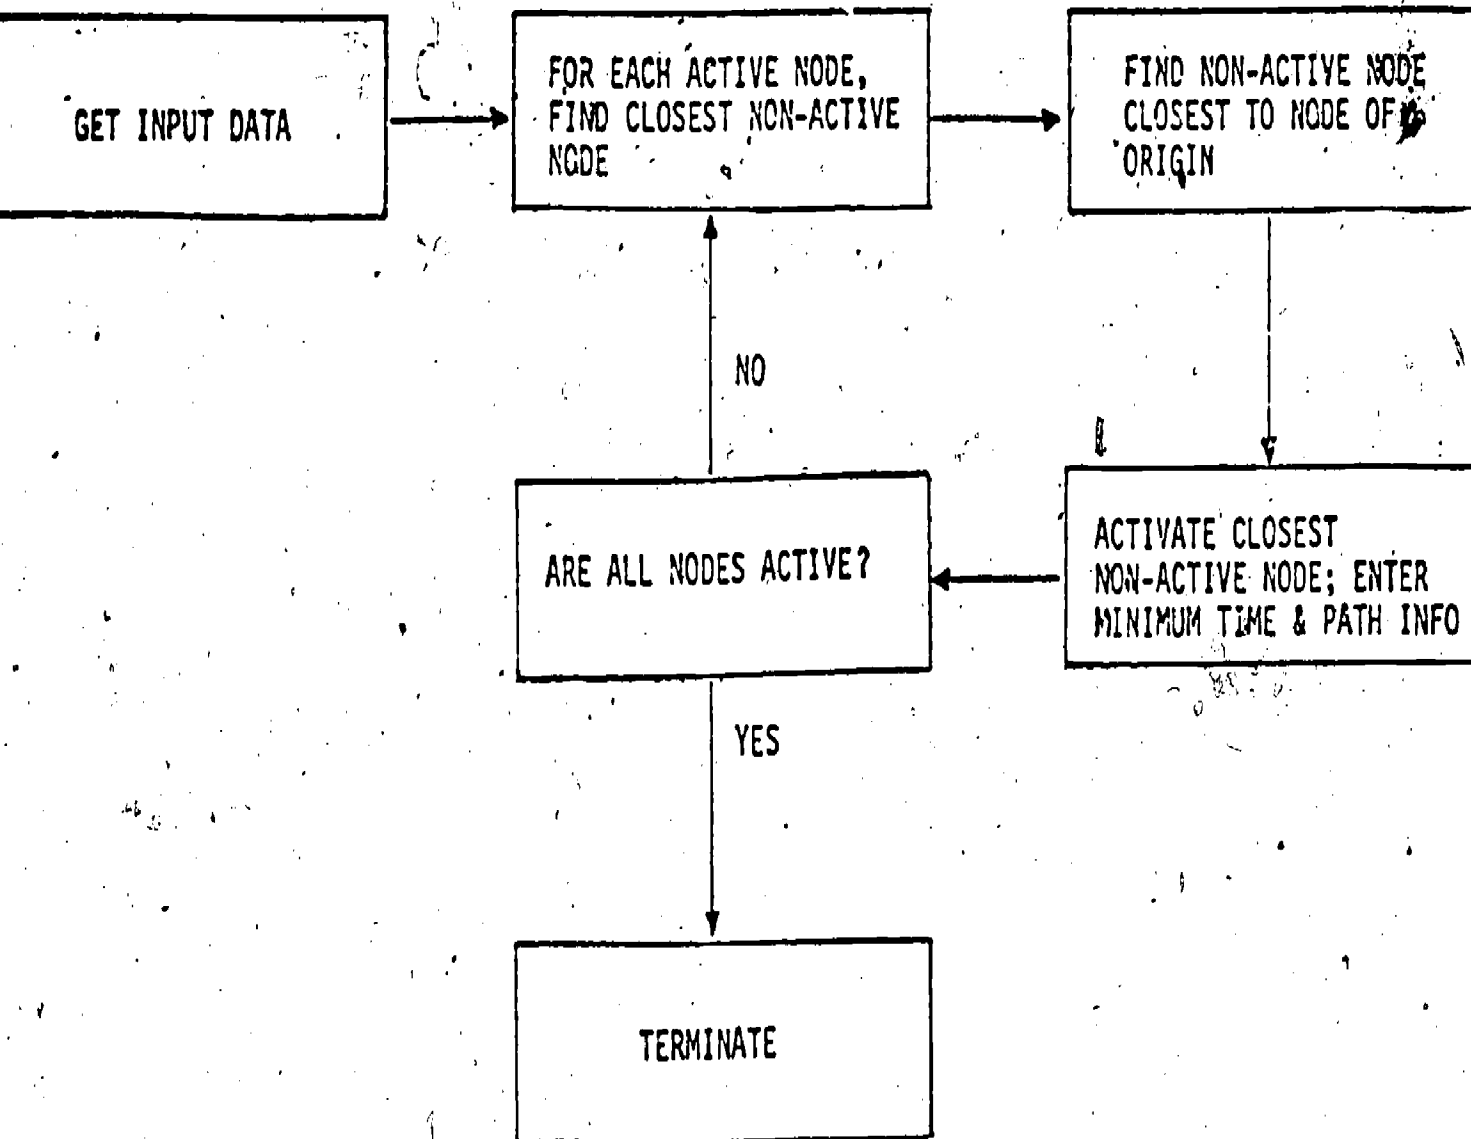 GET INPUT DATA
FOR EACH ACTIVE NODE,
FIND CLOSEST NON-ACTIVE
NODE
FIND NON-ACTIVE NODE
CLOSEST TO NODE OF
ORIGIN
NO
ARE ALL NODES ACTIVE?
ACTIVATE CLOSEST
NON-ACTIVE NODE; ENTER
MINIMUM TIME & PATH INFO
YES
TERMINATE